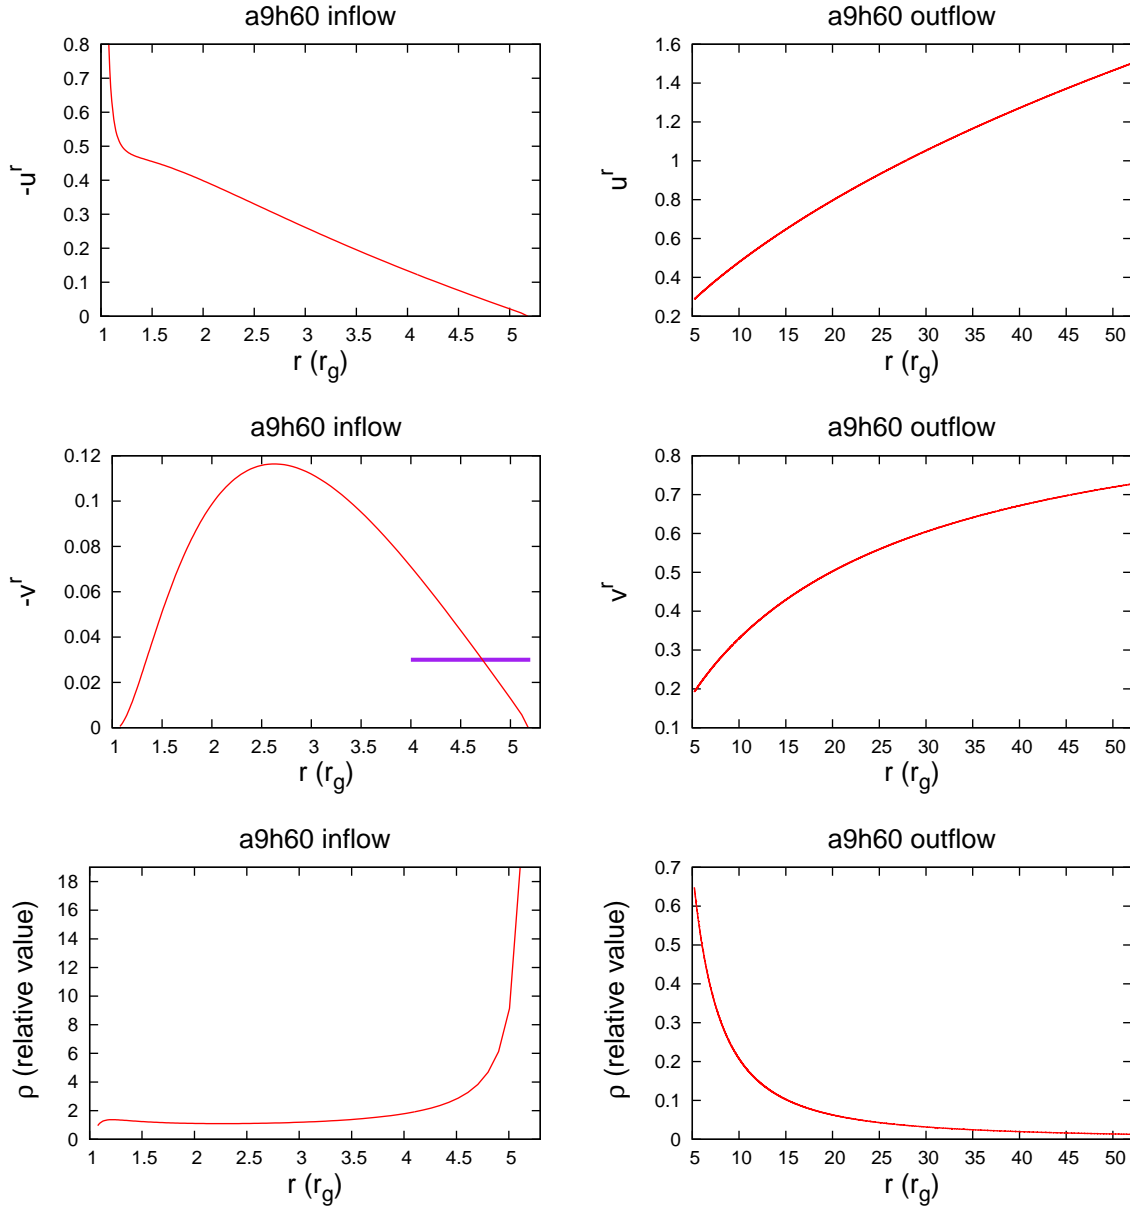 a9h60 inflow
0.8
0.7
0.6
0.5
0.4
0.3
0.2
0.1
0
-u^r
1 1.5 2 2.5 3 3.5 4 4.5 5
r (r_g)
a9h60 outflow
1.6
1.4
1.2
1
0.8
0.6
0.4
0.2
u^r
5 10 15 20 25 30 35 40 45 50
r (r_g)
a9h60 inflow
0.12
0.1
0.08
0.06
0.04
0.02
0
-v^r
1 1.5 2 2.5 3 3.5 4 4.5 5
r (r_g)
a9h60 outflow
0.8
0.7
0.6
0.5
0.4
0.3
0.2
0.1
v^r
5 10 15 20 25 30 35 40 45 50
r (r_g)
a9h60 inflow
18
16
14
12
10
8
6
4
2
0
ρ (relative value)
1 1.5 2 2.5 3 3.5 4 4.5 5
r (r_g)
a9h60 outflow
0.7
0.6
0.5
0.4
0.3
0.2
0.1
0
ρ (relative value)
5 10 15 20 25 30 35 40 45 50
r (r_g)